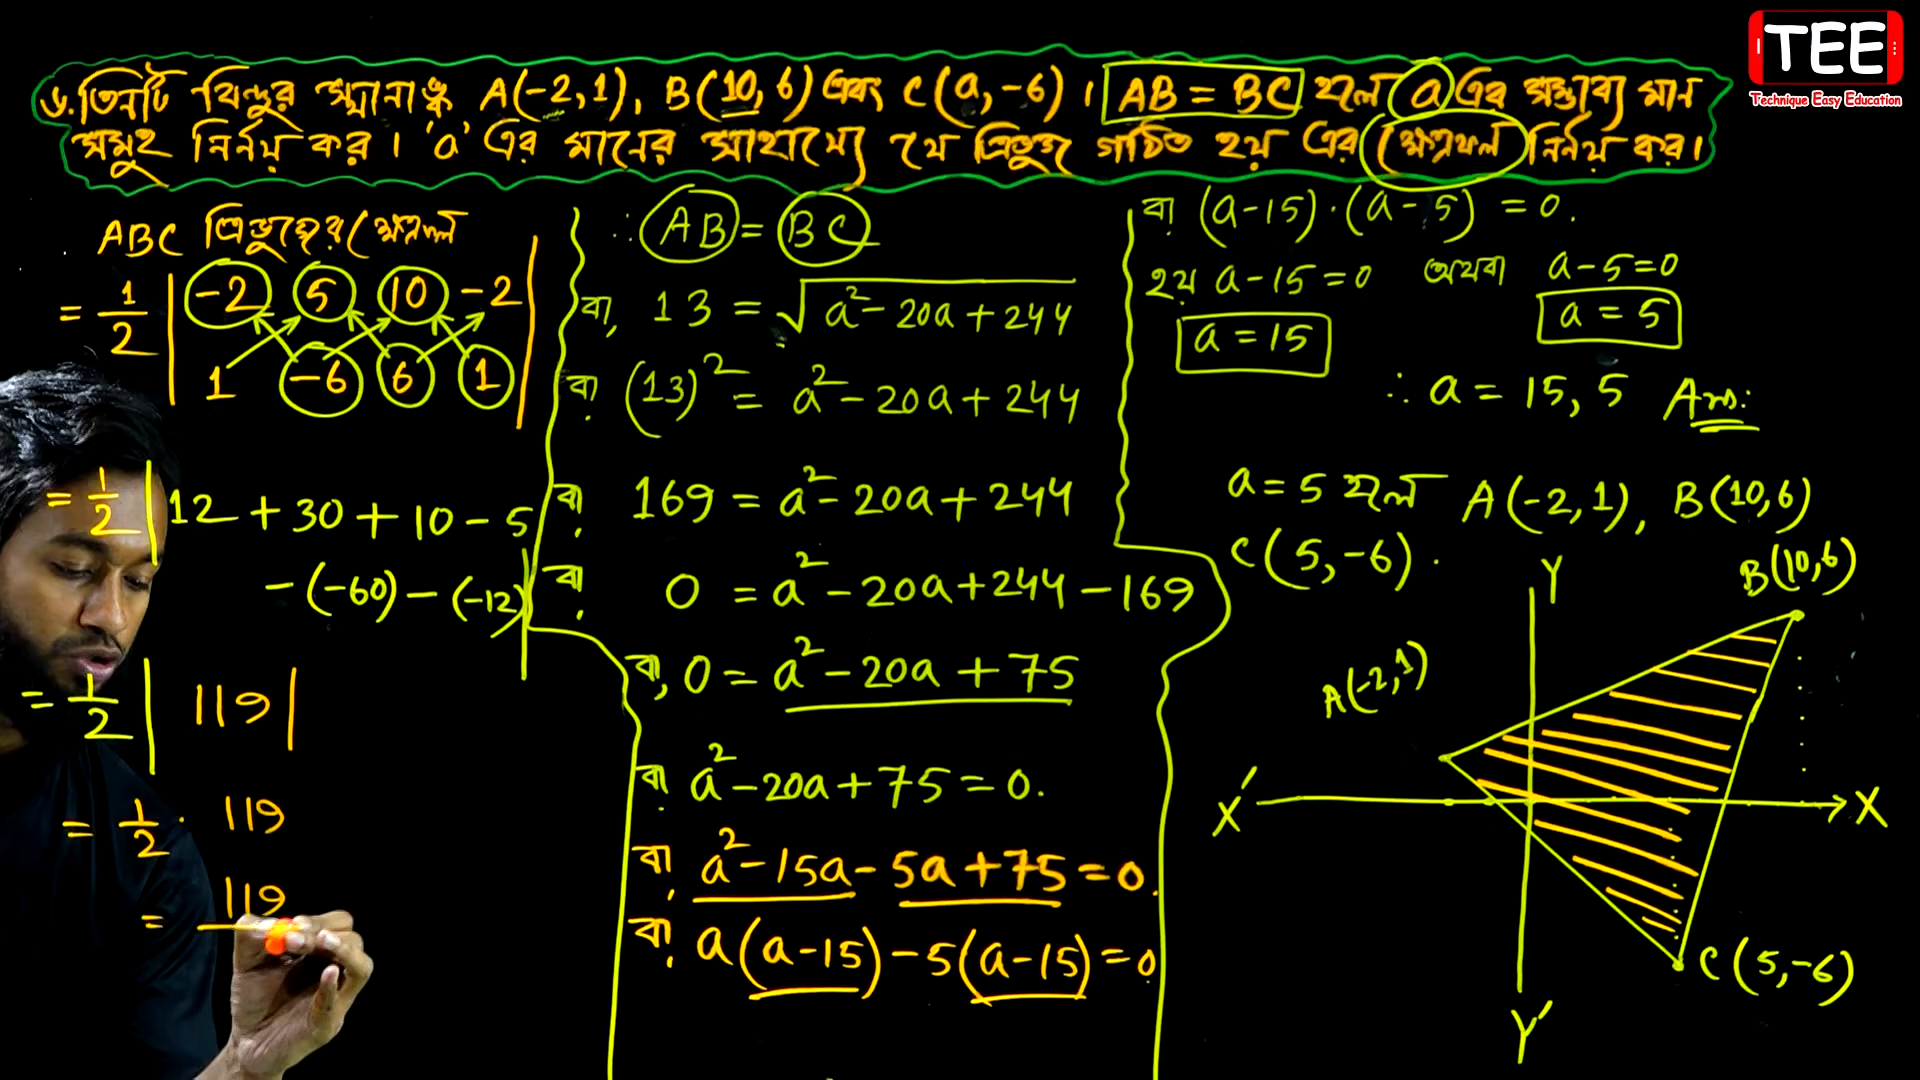 ৬. তিনটি বিন্দুর স্থানাঙ্ক A(-2,1), B(10,6) এবং C(a,-6) । AB = BC হলে a এর সম্ভাব্য মান
সমূহ নির্নয় কর। 'a' এর মানের সাহায্যে যে ত্রিভুজ গঠিত হয় এর ক্ষেত্রফল নির্নয় কর।
TEE
Technique Easy Education
ABC ত্রিভুজের ক্ষেত্রফল
= 1/2 | -2 5 10 -2
1 -6 6 1 |
= 1/2 | 12 + 30 + 10 - 5
- (-60) - (-12) |
= 1/2 | 119 |
= 1/2 . 119
= 119
∴ AB = BC
বা, 13 = √a² - 20a + 244
বা, (13)² = a² - 20a + 244
বা, 169 = a² - 20a + 244
বা, 0 = a² - 20a + 244 - 169
বা, 0 = a² - 20a + 75
বা, a² - 20a + 75 = 0.
বা, a² - 15a - 5a + 75 = 0.
বা, a(a-15) - 5(a-15) = 0
বা, (a-15)·(a-5) = 0.
হয় a-15 = 0 অথবা a-5=0
a = 15 a = 5
∴ a = 15, 5 Ans:
a = 5 হলে A(-2,1), B(10,6)
C(5,-6).
Y
B(10,6)
A(-2,1)
X' X
C(5,-6)
Y'